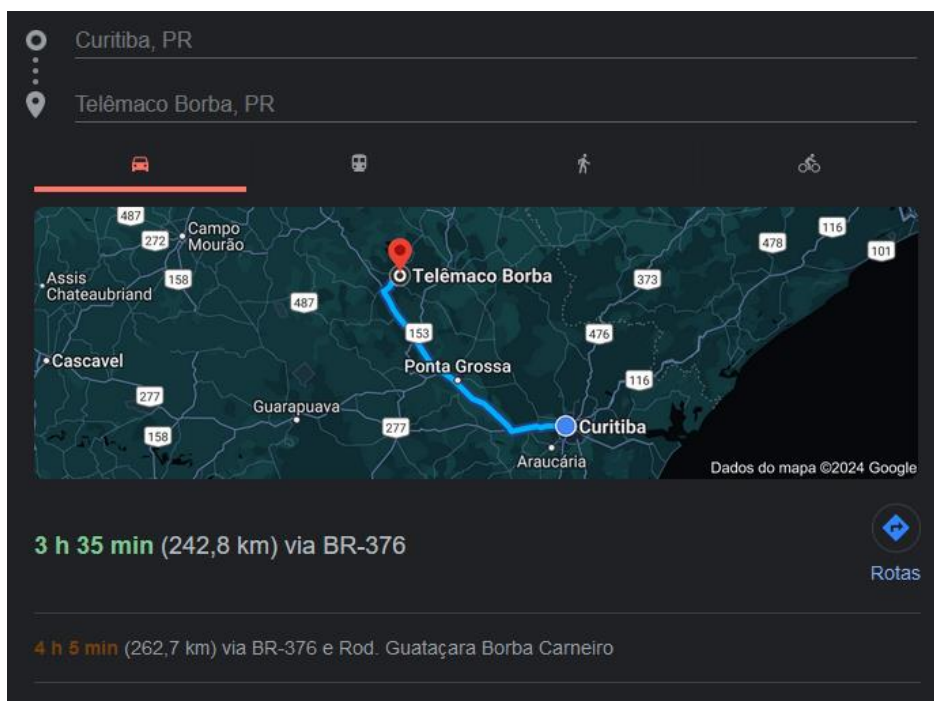 Curitiba, PR
Telêmaco Borba, PR
487
Campo
Mourão
272
116
478
101
Assis
Chateaubriand
158
Telêmaco Borba
373
487
153
476
Cascavel
Ponta Grossa
116
277
Guarapuava
277
Curitiba
158
Araucária
Dados do mapa ©2024 Google
3 h 35 min (242,8 km) via BR-376
Rotas
4 h 5 min (262,7 km) via BR-376 e Rod. Guataçara Borba Carneiro